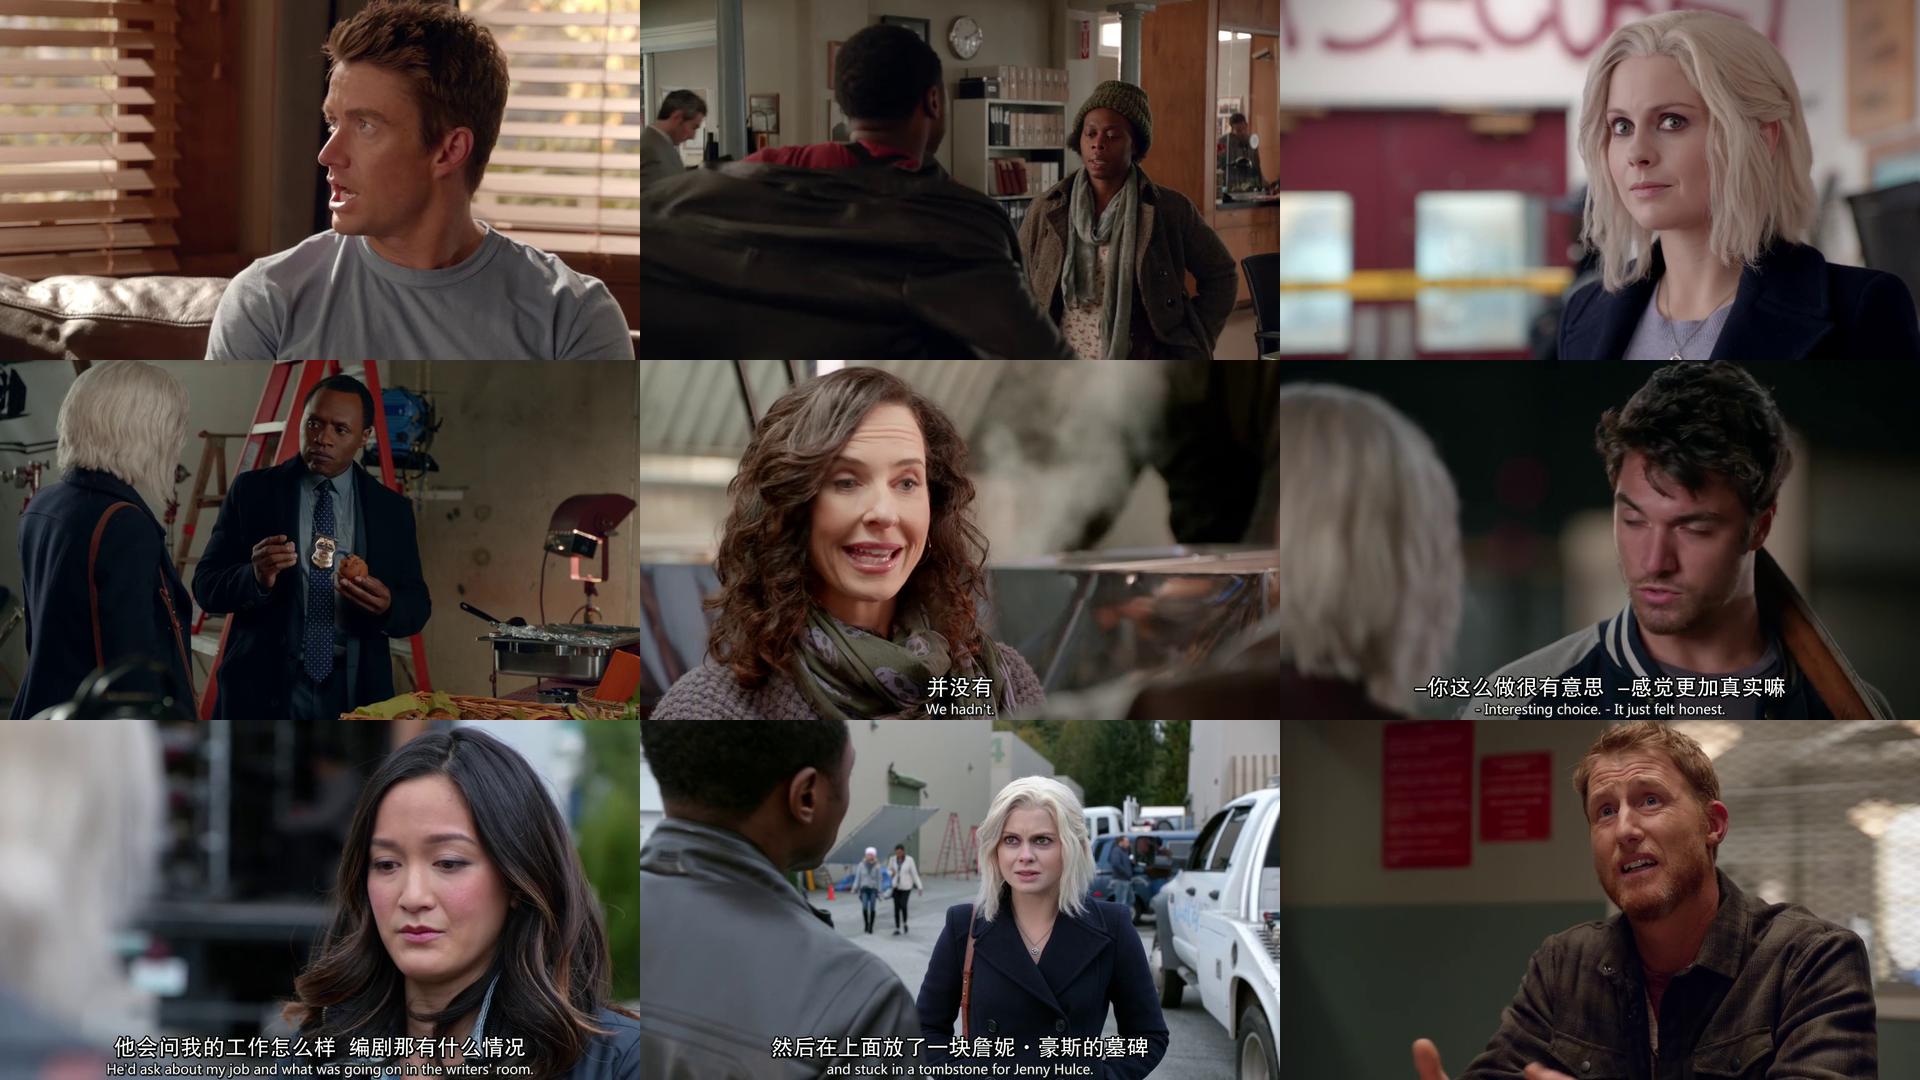 SECURE
并没有
We hadn't.
–你这么做很有意思 –感觉更加真实嘛
- Interesting choice. - It just felt honest.
他会问我的工作怎么样 编剧那有什么情况
He'd ask about my job and what was going on in the writers' room.
4
然后在上面放了一块詹妮·豪斯的墓碑
and stuck in a tombstone for Jenny Hulce.